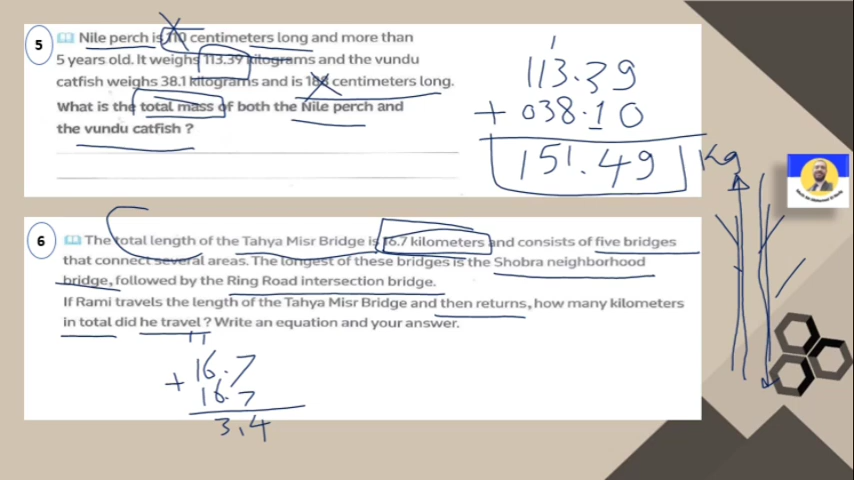 5
Nile perch is 110 centimeters long and more than
5 years old. It weighs 113.39 kilograms and the vundu
catfish weighs 38.1 kilograms and is 188 centimeters long.
What is the total mass of both the Nile perch and
the vundu catfish ?
1
113.39
+ 038.10
151.49 Kg
6
The total length of the Tahya Misr Bridge is 16.7 kilometers and consists of five bridges
that connect several areas. The longest of these bridges is the Shobra neighborhood
bridge, followed by the Ring Road intersection bridge.
If Rami travels the length of the Tahya Misr Bridge and then returns, how many kilometers
in total did he travel ? Write an equation and your answer.
11
16.7
+ 16.7
3.4